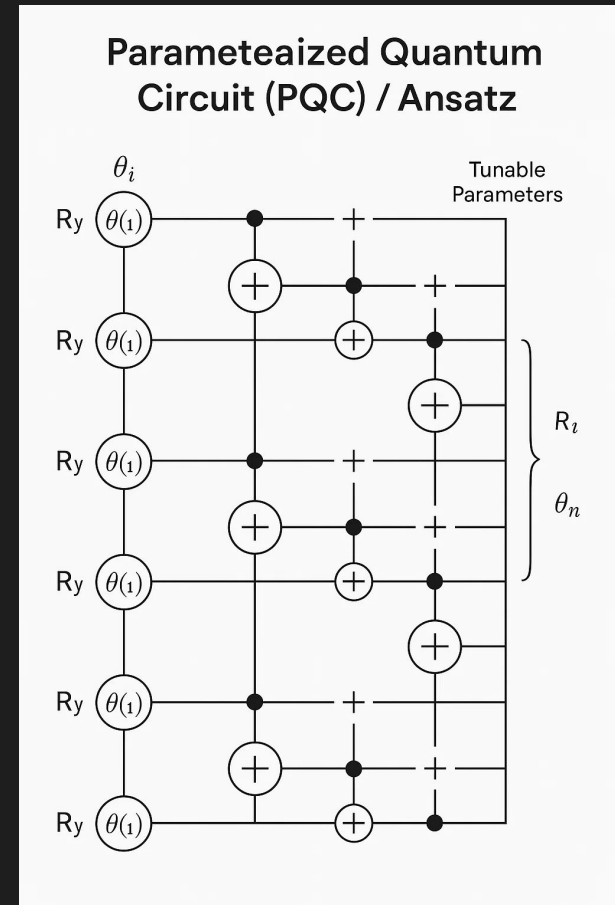 Parameteaized Quantum
Circuit (PQC) / Ansatz
θi
Tunable
Parameters
Ry θ(1)
Ry θ(1)
Ry θ(1)
Ry θ(1)
Ry θ(1)
Ry θ(1)
Rι
θn